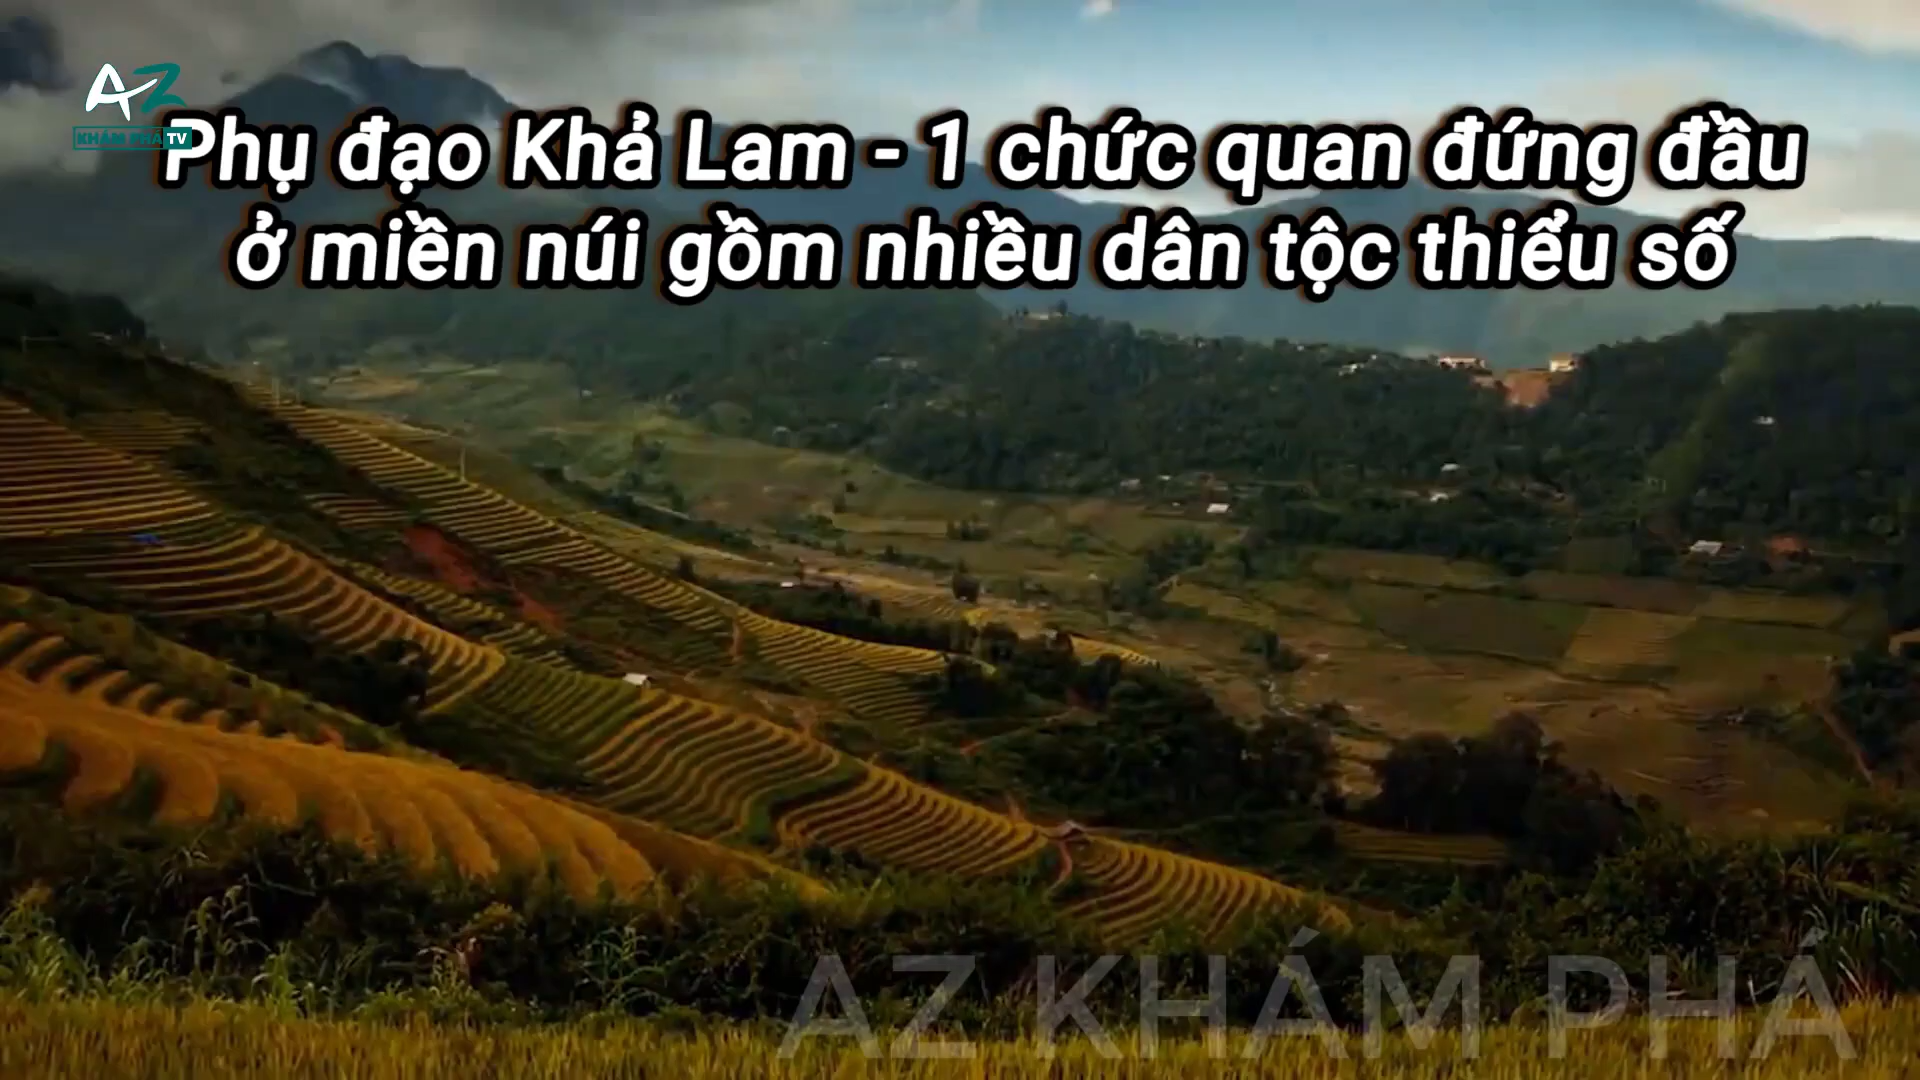 AZ
KHÁM PHÁ TV
Phụ đạo Khả Lam - 1 chức quan đứng đầu
ở miền núi gồm nhiều dân tộc thiểu số
AZ KHÁM PHÁ